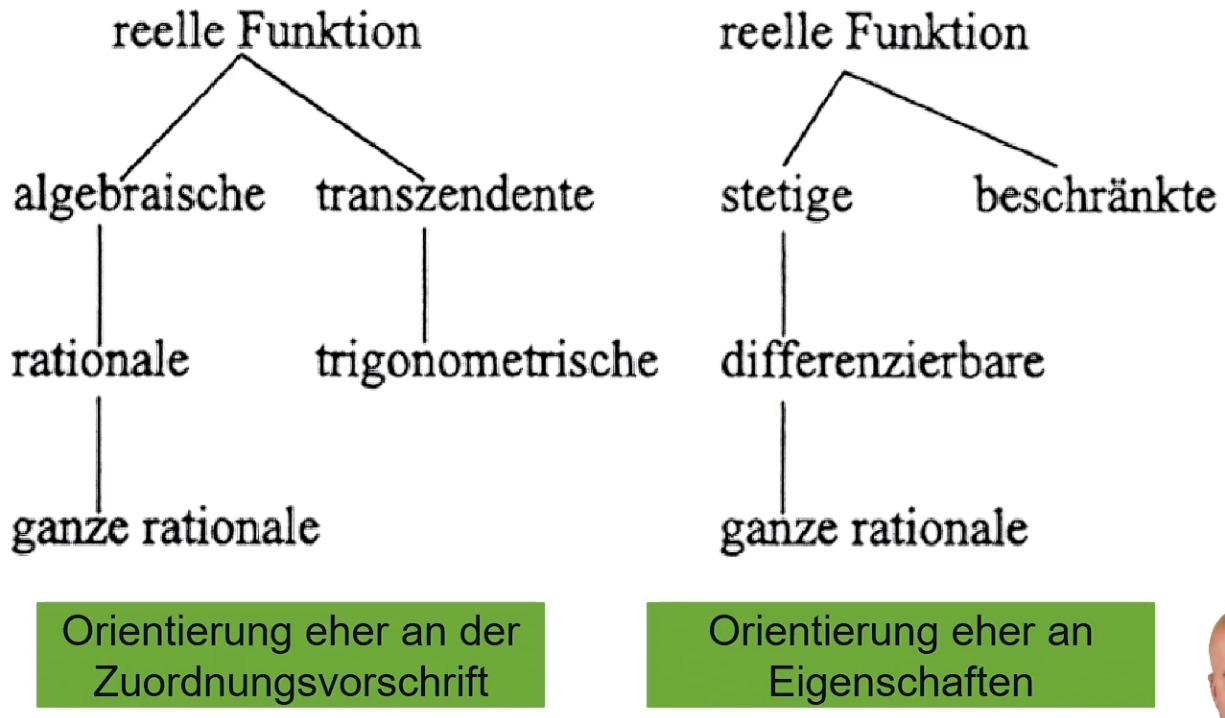 reelle Funktion
algebraische transzendente
rationale trigonometrische
ganze rationale
Orientierung eher an der
Zuordnungsvorschrift
reelle Funktion
stetige beschränkte
differenzierbare
ganze rationale
Orientierung eher an
Eigenschaften